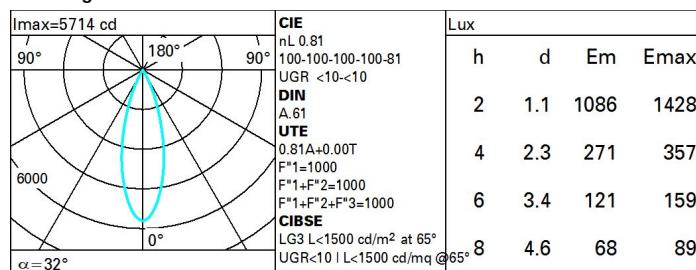 Imax=5714 cd
90°
180°
90°
6000
0°
α=32°
CIE
nL 0.81
100-100-100-100-81
UGR <10-<10
DIN
A.61
UTE
0.81A+0.00T
F"1=1000
F"1+F"2=1000
F"1+F"2+F"3=1000
CIBSE
LG3 L<1500 cd/m² at 65°
UGR<10 | L<1500 cd/mq @65°
Lux
h d Em Emax
2 1.1 1086 1428
4 2.3 271 357
6 3.4 121 159
8 4.6 68 89